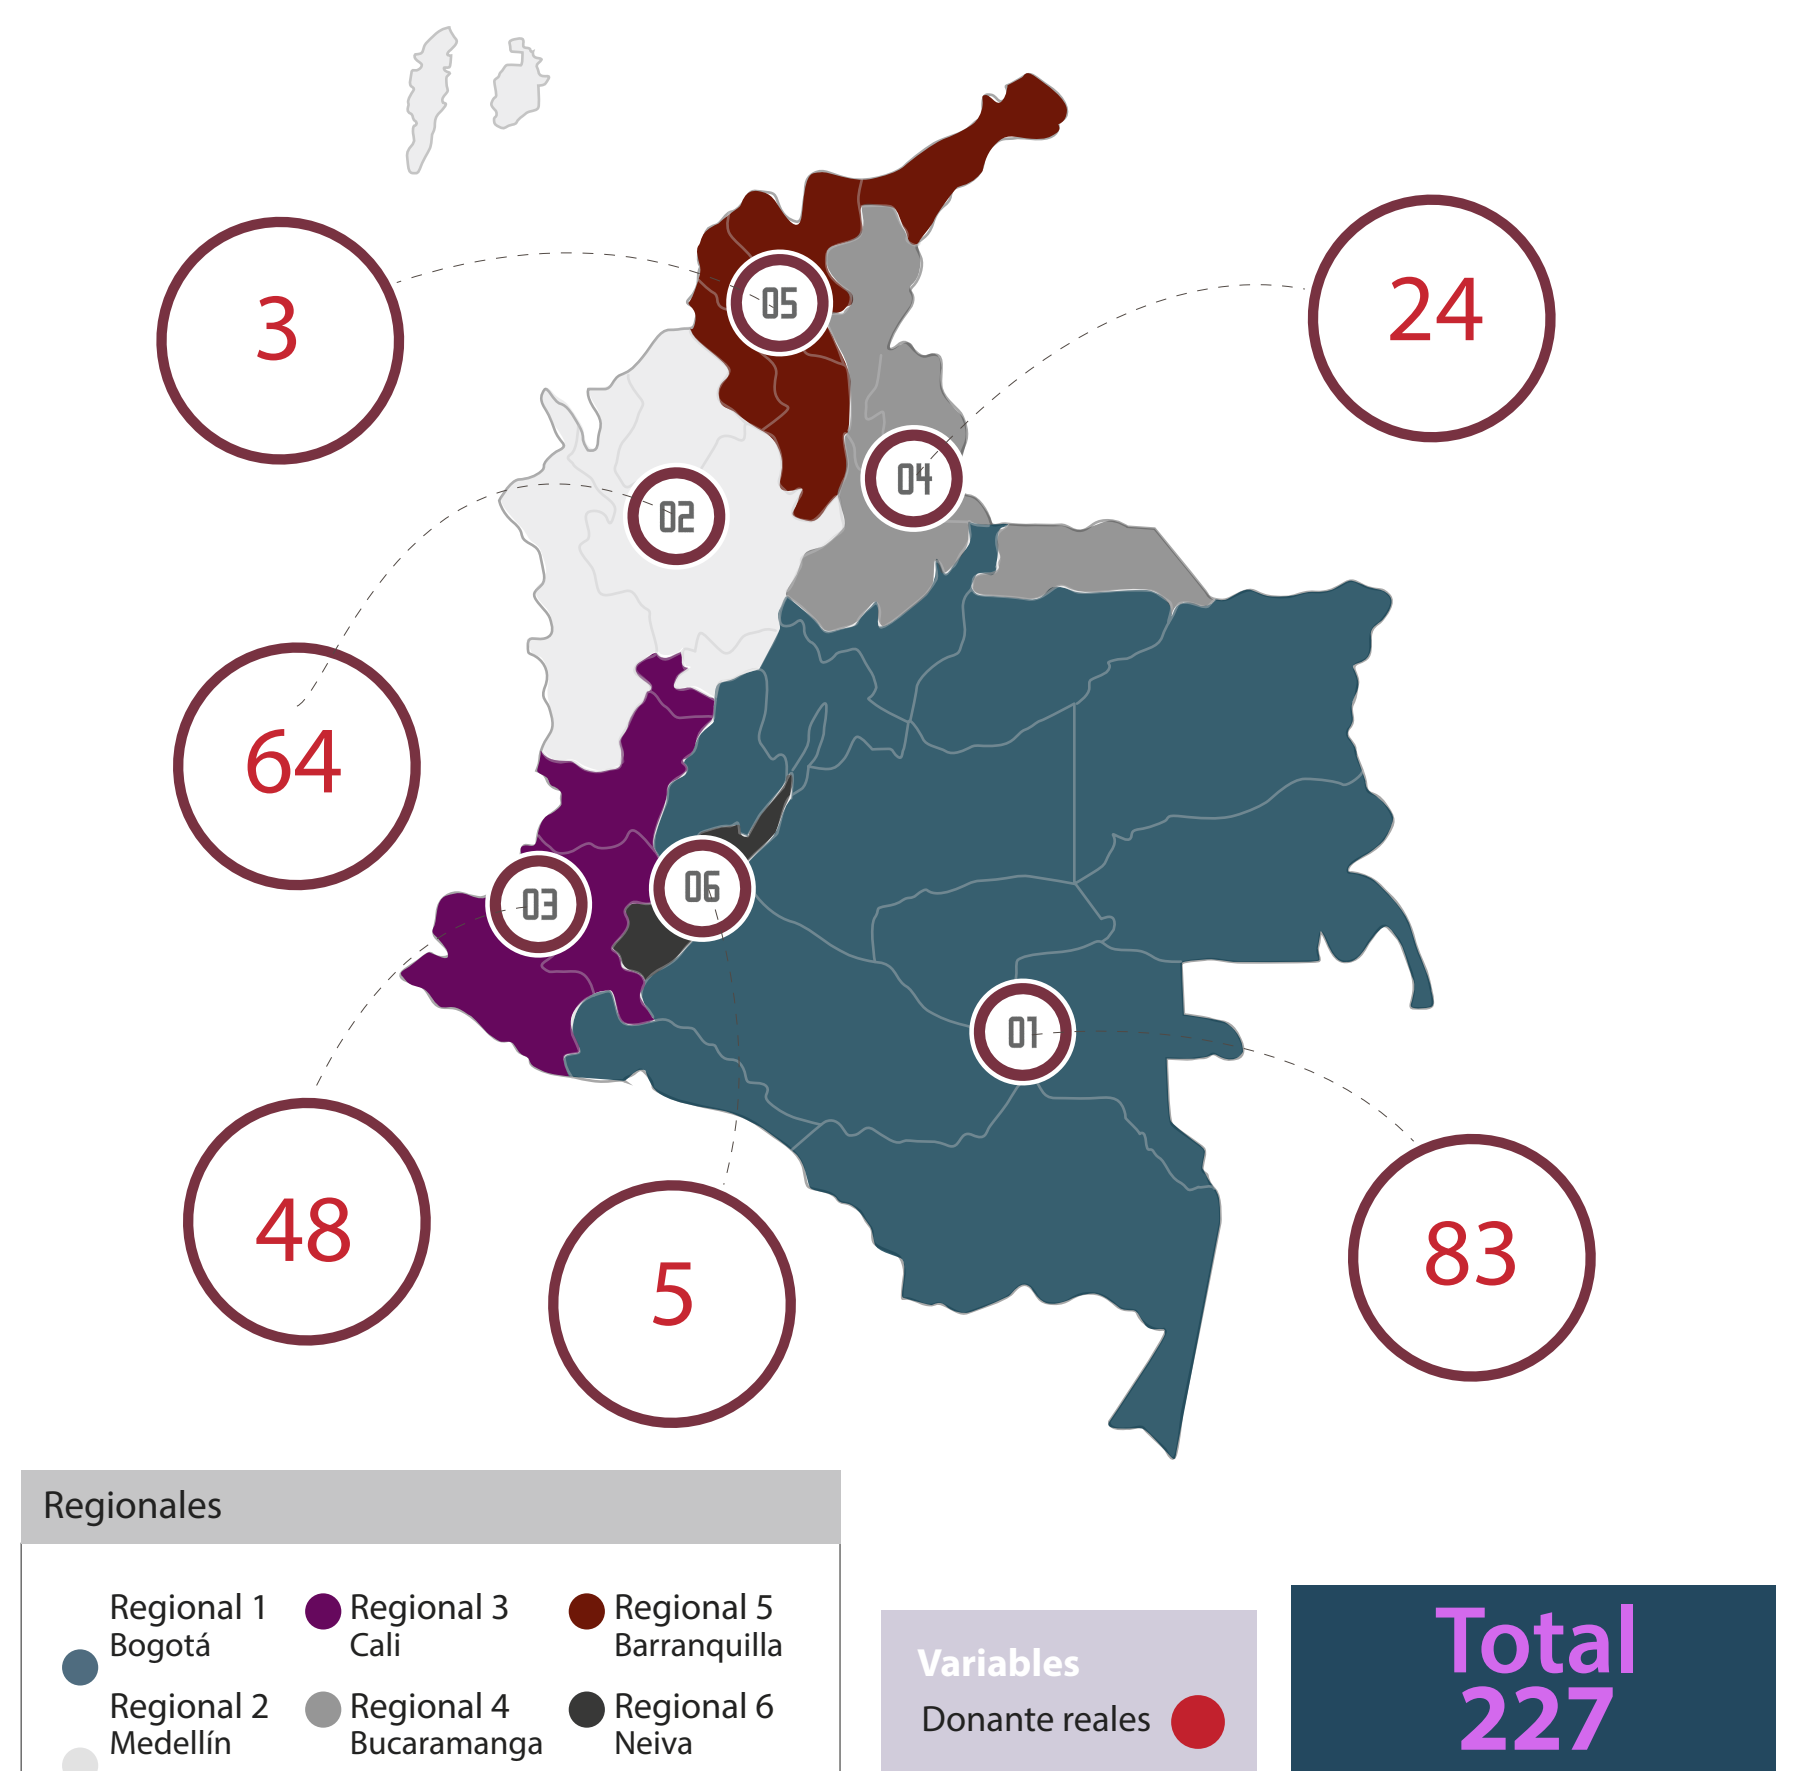 3
05
24
04
02
64
03
06
01
48
5
83
Regionales
Regional 1
Bogotá
Regional 2
Medellín
Regional 3
Cali
Regional 4
Bucaramanga
Regional 5
Barranquilla
Regional 6
Neiva
Variables
Donante reales
Total
227